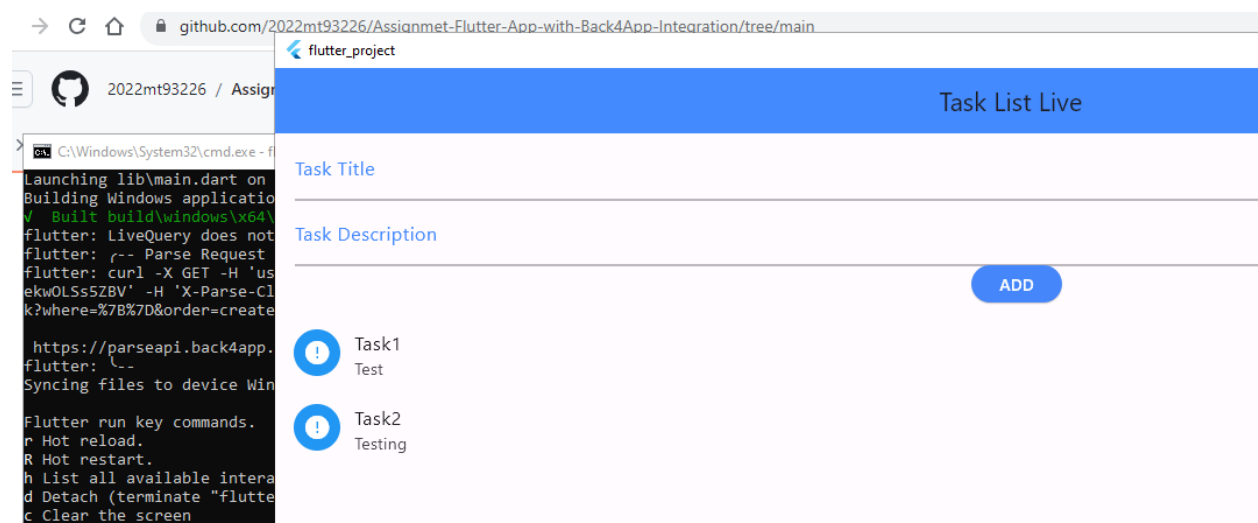 github.com/2022mt93226/Assignmet-Flutter-App-with-Back4App-Integration/tree/main
flutter_project
2022mt93226 / Assign
Task List Live
C:\Windows\System32\cmd.exe - fl
Launching lib\main.dart on
Building Windows applicatio
√ Built build\windows\x64\
flutter: LiveQuery does not
flutter: ╭-- Parse Request
flutter: curl -X GET -H 'us
ekwOLSs5ZBV' -H 'X-Parse-Cl
k?where=%7B%7D&order=create
https://parseapi.back4app.
flutter: ╰--
Syncing files to device Win
Flutter run key commands.
r Hot reload.
R Hot restart.
h List all available intera
d Detach (terminate "flutte
c Clear the screen
Task Title
Task Description
ADD
Task1
Test
Task2
Testing